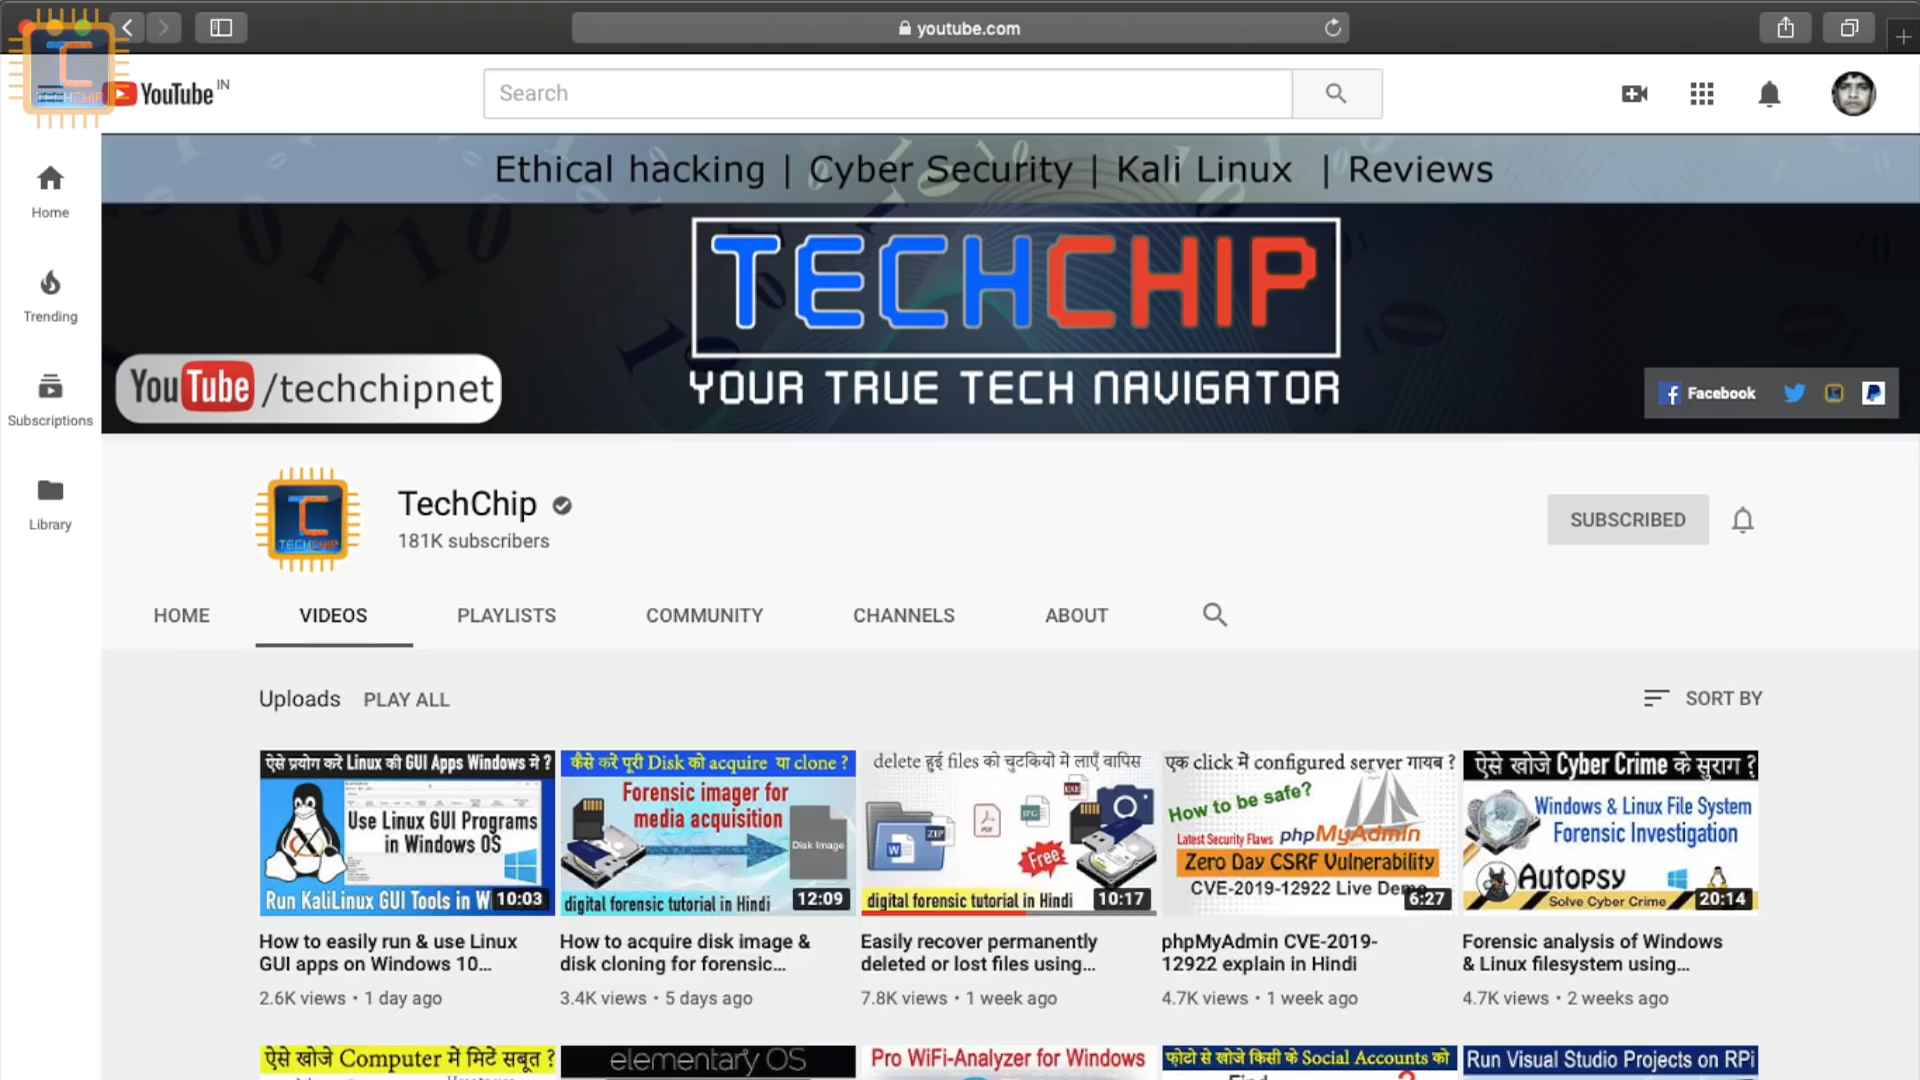 youtube.com
TECHCHIP
YouTube IN
Search
Ethical hacking | Cyber Security | Kali Linux | Reviews
TECHCHIP
YOUR TRUE TECH NAVIGATOR
YouTube /techchipnet
Facebook
Home
Trending
Subscriptions
Library
TECHCHIP
TechChip
181K subscribers
SUBSCRIBED
HOME
VIDEOS
PLAYLISTS
COMMUNITY
CHANNELS
ABOUT
Uploads
PLAY ALL
SORT BY
ऐसे प्रयोग करें Linux की GUI Apps Windows में ?
Use Linux GUI Programs
in Windows OS
Run KaliLinux GUI Tools in W
10:03
How to easily run & use Linux
GUI apps on Windows 10...
2.6K views • 1 day ago
कैसे करें पूरी Disk को acquire या clone ?
Forensic imager for
media acquisition
Disk Image
digital forensic tutorial in Hindi
12:09
How to acquire disk image &
disk cloning for forensic...
3.4K views • 5 days ago
delete हुई files को चुटकियो में लाएँ वापिस
ZIP
W
PDF
JPG
EXE
Free
digital forensic tutorial in Hindi
10:17
Easily recover permanently
deleted or lost files using...
7.8K views • 1 week ago
एक click में configured server गायब ?
How to be safe?
Latest Security Flaws phpMyAdmin
Zero Day CSRF Vulnerability
CVE-2019-12922 Live Demo
6:27
phpMyAdmin CVE-2019-
12922 explain in Hindi
4.7K views • 1 week ago
ऐसे खोजे Cyber Crime के सुराग ?
Windows & Linux File System
Forensic Investigation
Autopsy
Solve Cyber Crime
20:14
Forensic analysis of Windows
& Linux filesystem using...
4.7K views • 2 weeks ago
ऐसे खोजे Computer में मिटे सबूत ?
elementary OS
Pro WiFi-Analyzer for Windows
फ़ोटो से खोजे किसी के Social Accounts को
Find
Run Visual Studio Projects on RPi